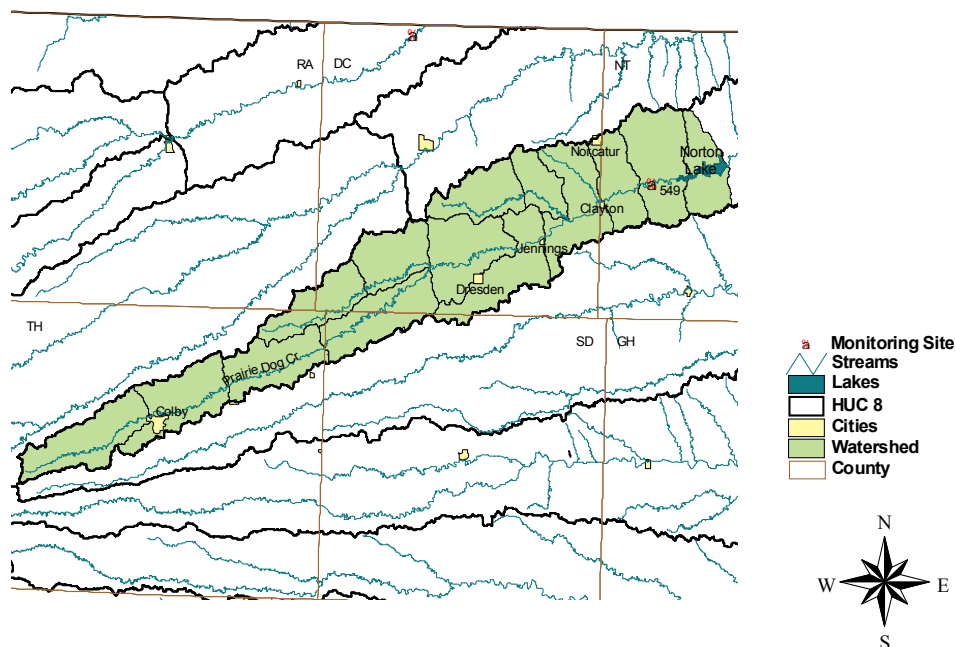 RA
DC
NT
Norcatur
Norton
Lake
a
549
Clayton
Jennings
Dresden
TH
SD
GH
Prairie Dog Cr.
Colby
a
a Monitoring Site
Streams
Lakes
HUC 8
Cities
Watershed
County
N
W
E
S